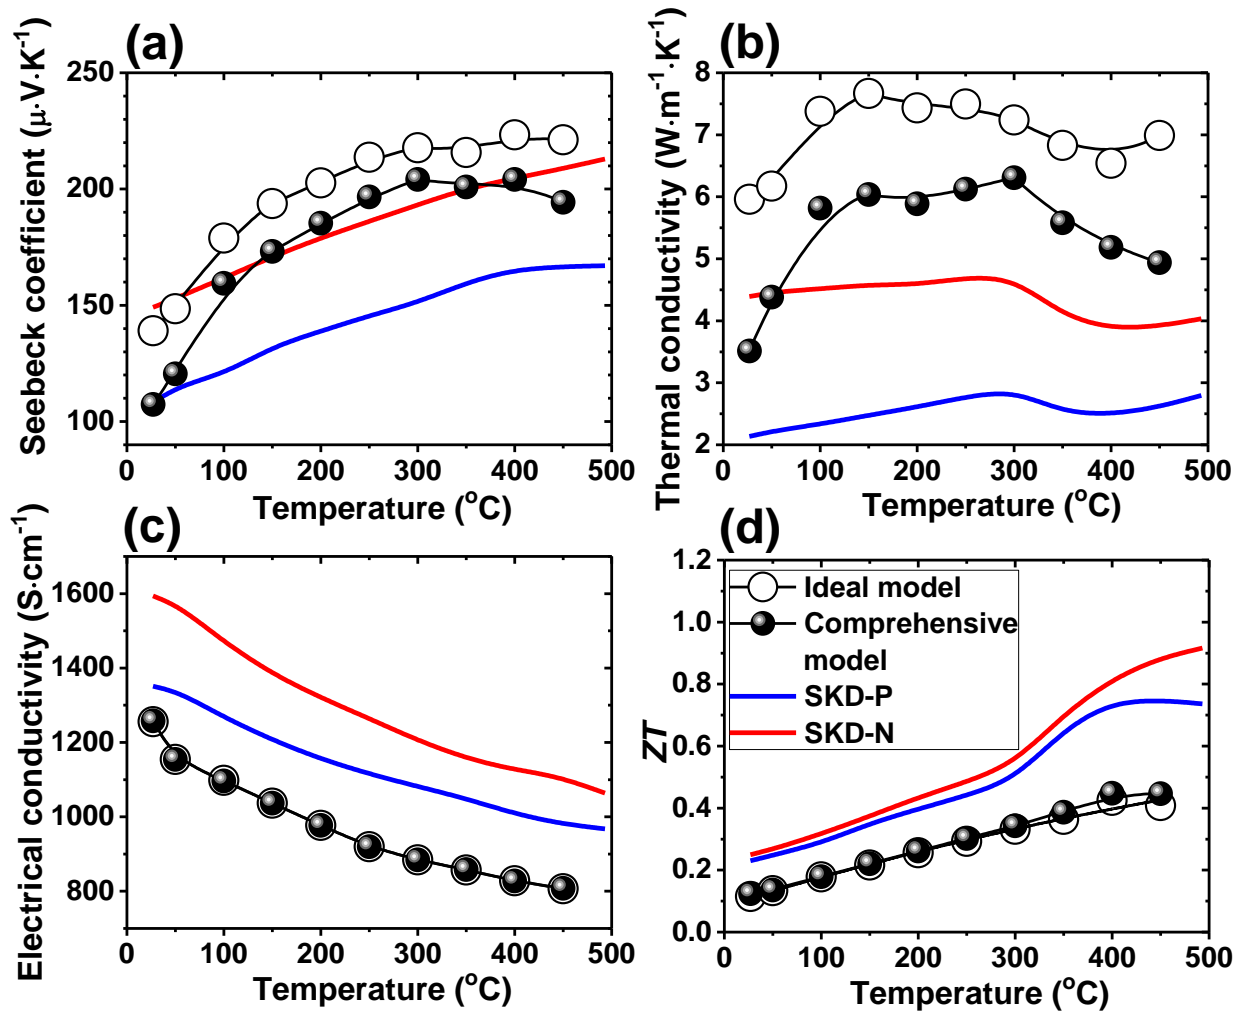 (a)
Seebeck coefficient (μ·V·K⁻¹)
250
200
150
100
0 100 200 300 400 500
Temperature (°C)
(b)
Thermal conductivity (W·m⁻¹·K⁻¹)
8
7
6
5
4
3
2
0 100 200 300 400 500
Temperature (°C)
(c)
Electrical conductivity (S·cm⁻¹)
1600
1400
1200
1000
800
0 100 200 300 400 500
Temperature (°C)
(d)
ZT
1.2
1.0
0.8
0.6
0.4
0.2
0.0
Ideal model
Comprehensive
model
SKD-P
SKD-N
0 100 200 300 400 500
Temperature (°C)